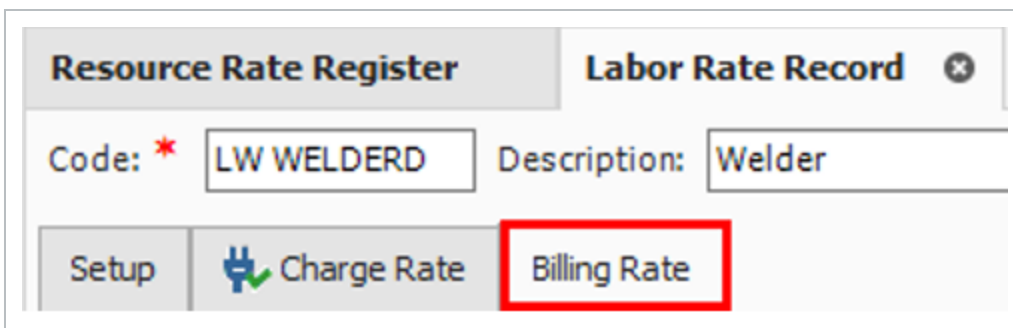 Resource Rate Register Labor Rate Record
Code: * LW WELDERD Description: Welder
Setup Charge Rate Billing Rate